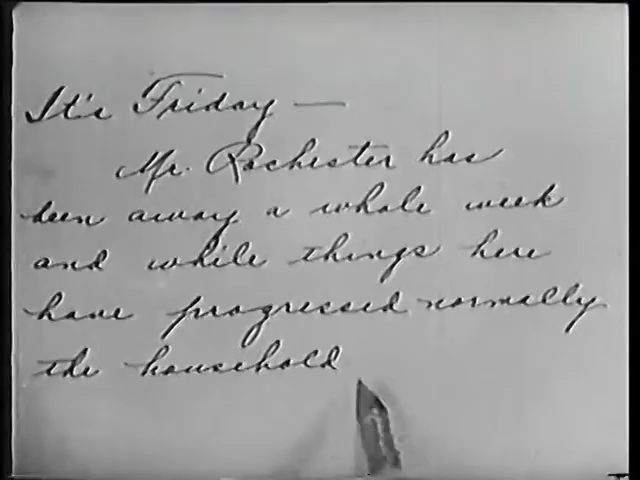 It's Friday —
Mr. Rochester has
been away a whole week
and while things here
have progressed normally
the household